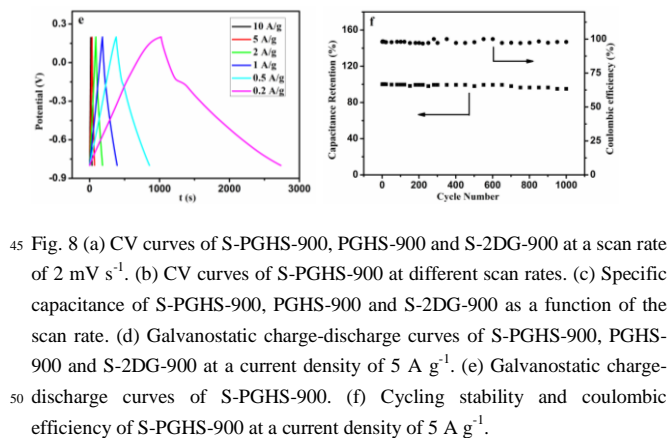 e
10 A/g
5 A/g
2 A/g
1 A/g
0.5 A/g
0.2 A/g
0.3
0.0
-0.3
-0.6
-0.9
Potential (V)
0 1000 2000 3000
t (s)
f
160
120
80
40
0
Capacitance Retention (%)
100
75
50
25
0
Coulombic efficiency (%)
0 200 400 600 800 1000
Cycle Number
45 Fig. 8 (a) CV curves of S-PGHS-900, PGHS-900 and S-2DG-900 at a scan rate
of 2 mV s⁻¹. (b) CV curves of S-PGHS-900 at different scan rates. (c) Specific
capacitance of S-PGHS-900, PGHS-900 and S-2DG-900 as a function of the
scan rate. (d) Galvanostatic charge-discharge curves of S-PGHS-900, PGHS-
900 and S-2DG-900 at a current density of 5 A g⁻¹. (e) Galvanostatic charge-
50 discharge curves of S-PGHS-900. (f) Cycling stability and coulombic
efficiency of S-PGHS-900 at a current density of 5 A g⁻¹.